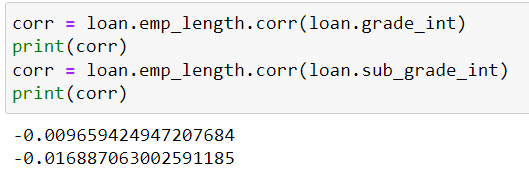 corr = loan.emp_length.corr(loan.grade_int)
print(corr)
corr = loan.emp_length.corr(loan.sub_grade_int)
print(corr)
-0.009659424947207684
-0.016887063002591185